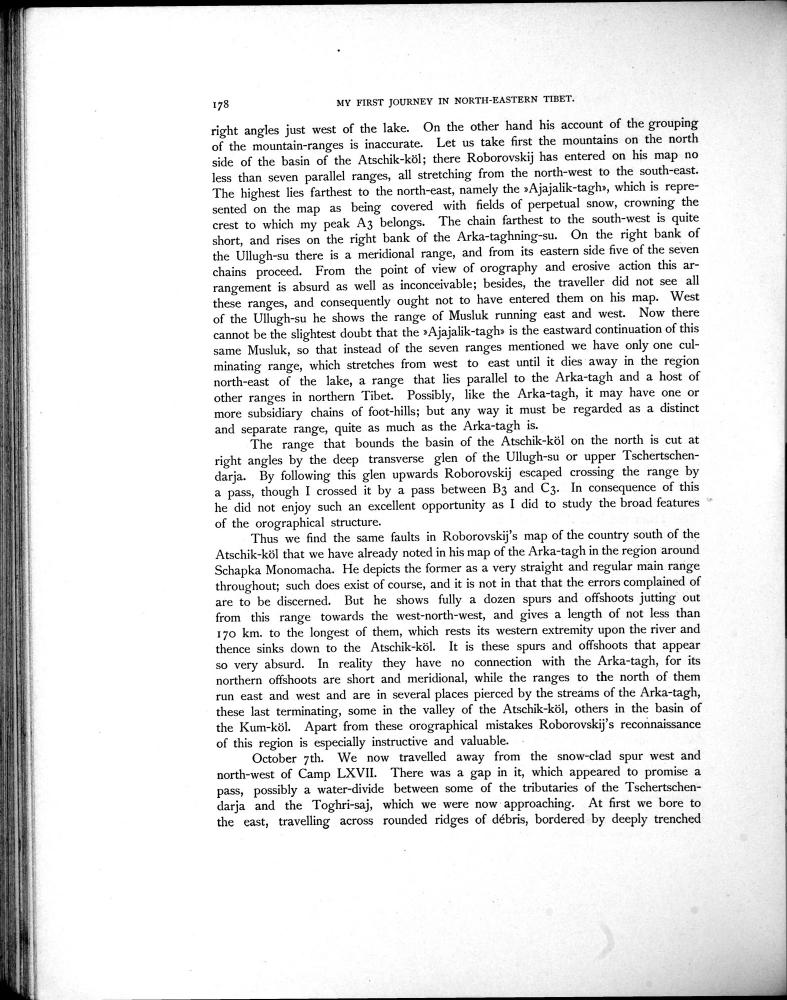 178 MY FIRST JOURNEY IN NORTH-EASTERN TIBET.
right angles just west of the lake. On the other hand his account of the grouping
of the mountain-ranges is inaccurate. Let us take first the mountains on the north
side of the basin of the Atschik-köl; there Roborovskij has entered on his map no
less than seven parallel ranges, all stretching from the north-west to the south-east.
The highest lies farthest to the north-east, namely the »Ajajalik-tagh», which is repre-
sented on the map as being covered with fields of perpetual snow, crowning the
crest to which my peak A3 belongs. The chain farthest to the south-west is quite
short, and rises on the right bank of the Arka-taghning-su. On the right bank of
the Ullugh-su there is a meridional range, and from its eastern side five of the seven
chains proceed. From the point of view of orography and erosive action this ar-
rangement is absurd as well as inconceivable; besides, the traveller did not see all
these ranges, and consequently ought not to have entered them on his map. West
of the Ullugh-su he shows the range of Musluk running east and west. Now there
cannot be the slightest doubt that the »Ajajalik-tagh» is the eastward continuation of this
same Musluk, so that instead of the seven ranges mentioned we have only one cul-
minating range, which stretches from west to east until it dies away in the region
north-east of the lake, a range that lies parallel to the Arka-tagh and a host of
other ranges in northern Tibet. Possibly, like the Arka-tagh, it may have one or
more subsidiary chains of foot-hills; but any way it must be regarded as a distinct
and separate range, quite as much as the Arka-tagh is.
The range that bounds the basin of the Atschik-köl on the north is cut at
right angles by the deep transverse glen of the Ullugh-su or upper Tschertschen-
darja. By following this glen upwards Roborovskij escaped crossing the range by
a pass, though I crossed it by a pass between B3 and C3. In consequence of this
he did not enjoy such an excellent opportunity as I did to study the broad features
of the orographical structure.
Thus we find the same faults in Roborovskij's map of the country south of the
Atschik-köl that we have already noted in his map of the Arka-tagh in the region around
Schapka Monomacha. He depicts the former as a very straight and regular main range
throughout; such does exist of course, and it is not in that that the errors complained of
are to be discerned. But he shows fully a dozen spurs and offshoots jutting out
from this range towards the west-north-west, and gives a length of not less than
170 km. to the longest of them, which rests its western extremity upon the river and
thence sinks down to the Atschik-köl. It is these spurs and offshoots that appear
so very absurd. In reality they have no connection with the Arka-tagh, for its
northern offshoots are short and meridional, while the ranges to the north of them
run east and west and are in several places pierced by the streams of the Arka-tagh,
these last terminating, some in the valley of the Atschik-köl, others in the basin of
the Kum-köl. Apart from these orographical mistakes Roborovskij's reconnaissance
of this region is especially instructive and valuable.
October 7th. We now travelled away from the snow-clad spur west and
north-west of Camp LXVII. There was a gap in it, which appeared to promise a
pass, possibly a water-divide between some of the tributaries of the Tschertschen-
darja and the Toghri-saj, which we were now approaching. At first we bore to
the east, travelling across rounded ridges of débris, bordered by deeply trenched